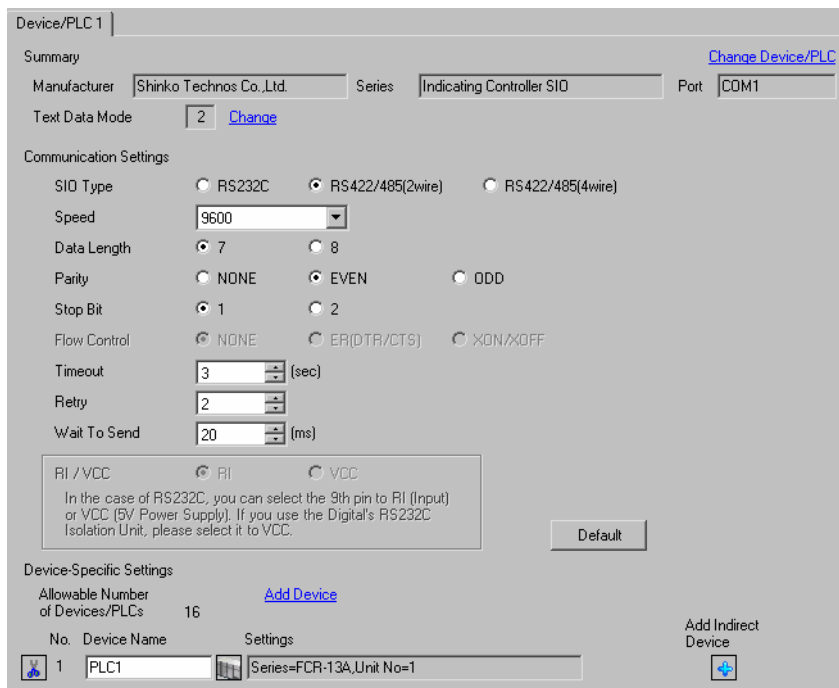 Device/PLC 1
Summary
Change Device/PLC
Manufacturer Shinko Technos Co.,Ltd. Series Indicating Controller SIO Port COM1
Text Data Mode 2 Change
Communication Settings
SIO Type RS232C RS422/485(2wire) RS422/485(4wire)
Speed 9600
Data Length 7 8
Parity NONE EVEN ODD
Stop Bit 1 2
Flow Control NONE ER(DTR/CTS) XON/XOFF
Timeout 3 (sec)
Retry 2
Wait To Send 20 (ms)
RI / VCC RI VCC
In the case of RS232C, you can select the 9th pin to RI (Input)
or VCC (5V Power Supply). If you use the Digital's RS232C
Isolation Unit, please select it to VCC.
Default
Device-Specific Settings
Allowable Number
of Devices/PLCs 16
Add Device
No. Device Name Settings
Add Indirect
Device
1 PLC1 Series=FCR-13A,Unit No=1